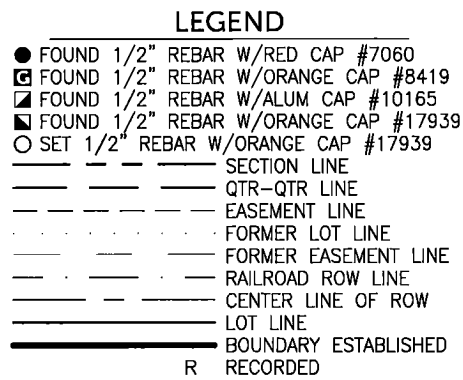 LEGEND
FOUND 1/2" REBAR W/RED CAP #7060
G FOUND 1/2" REBAR W/ORANGE CAP #8419
FOUND 1/2" REBAR W/ALUM CAP #10165
FOUND 1/2" REBAR W/ORANGE CAP #17939
SET 1/2" REBAR W/ORANGE CAP #17939
SECTION LINE
QTR-QTR LINE
EASEMENT LINE
FORMER LOT LINE
FORMER EASEMENT LINE
RAILROAD ROW LINE
CENTER LINE OF ROW
LOT LINE
BOUNDARY ESTABLISHED
R RECORDED